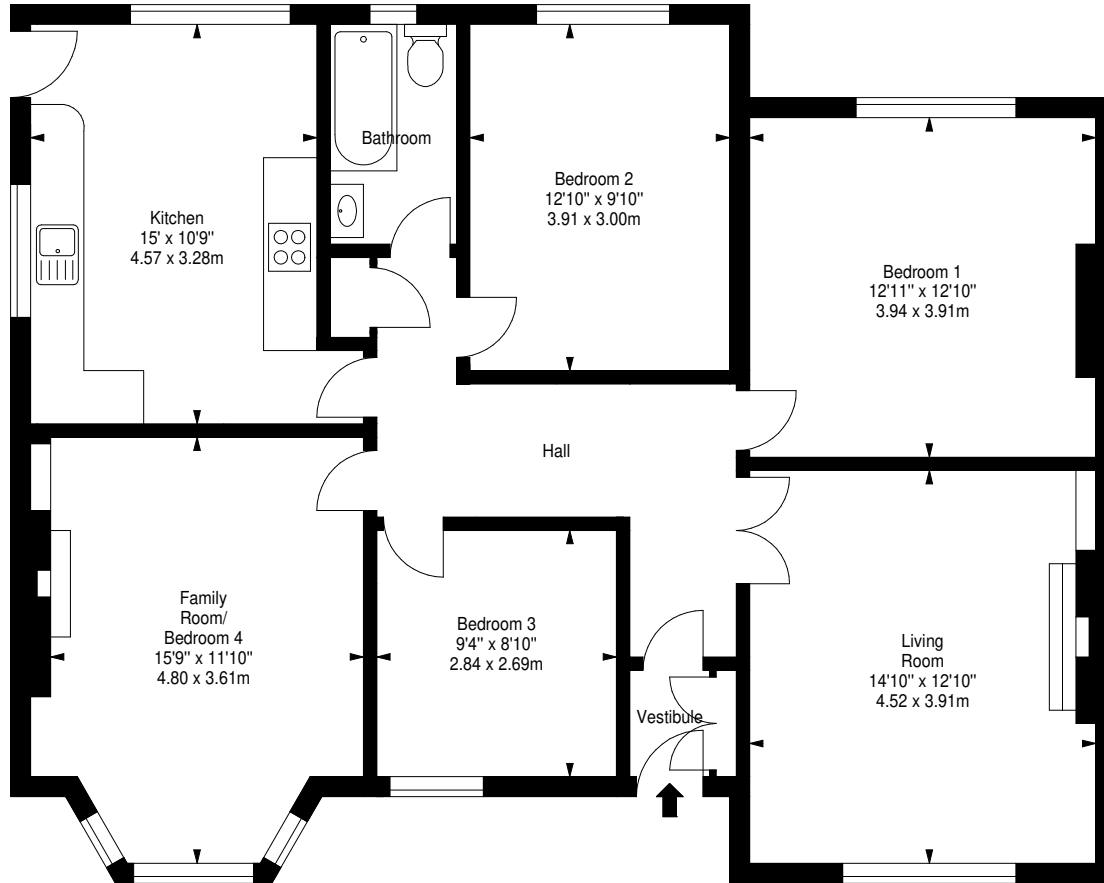 Kitchen
15' x 10'9"
4.57 x 3.28m
Bathroom
Bedroom 2
12'10" x 9'10"
3.91 x 3.00m
Bedroom 1
12'11" x 12'10"
3.94 x 3.91m
Hall
Family
Room/
Bedroom 4
15'9" x 11'10"
4.80 x 3.61m
Bedroom 3
9'4" x 8'10"
2.84 x 2.69m
Vestibule
Living
Room
14'10" x 12'10"
4.52 x 3.91m